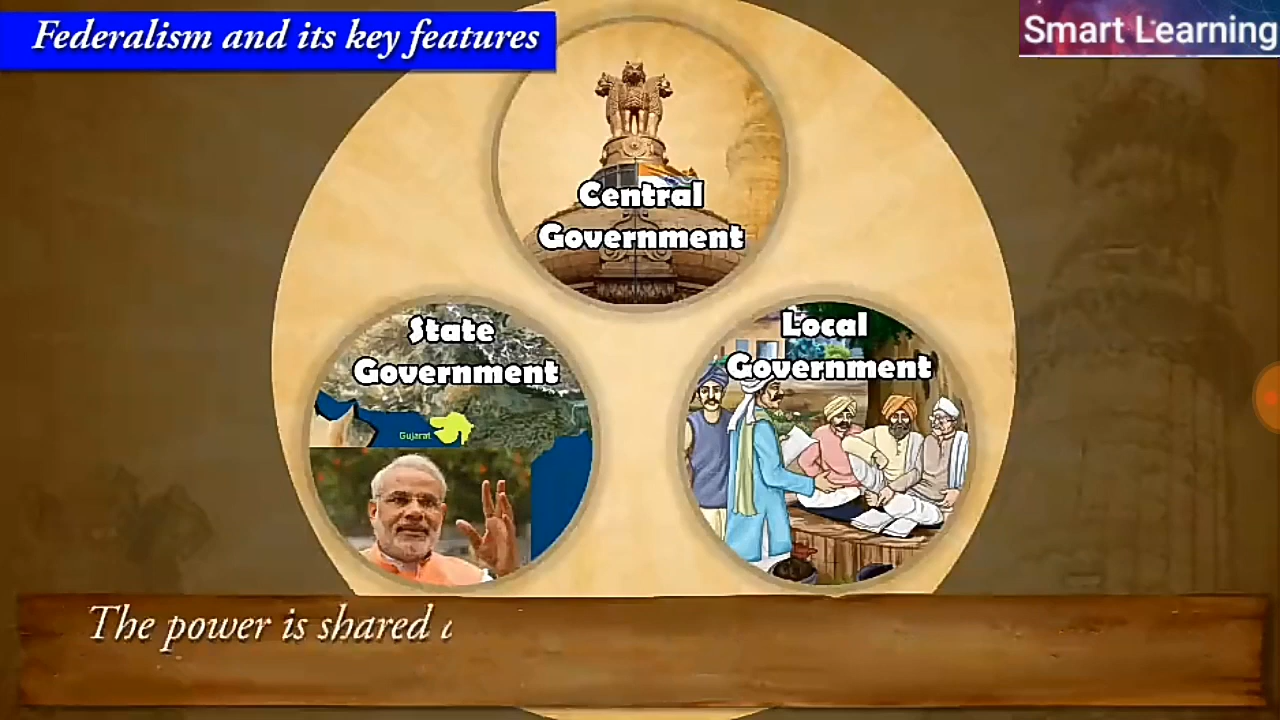 Federalism and its key features
Smart Learning
Central
Government
State
Government
Local
Government
Gujarat
The power is shared